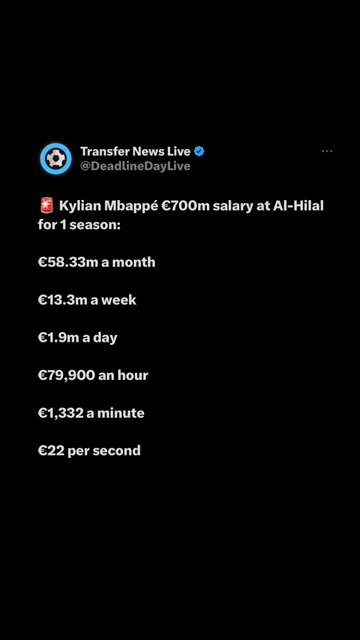 Transfer News Live
@DeadlineDayLive
🚨 Kylian Mbappé €700m salary at Al-Hilal
for 1 season:
€58.33m a month
€13.3m a week
€1.9m a day
€79,900 an hour
€1,332 a minute
€22 per second